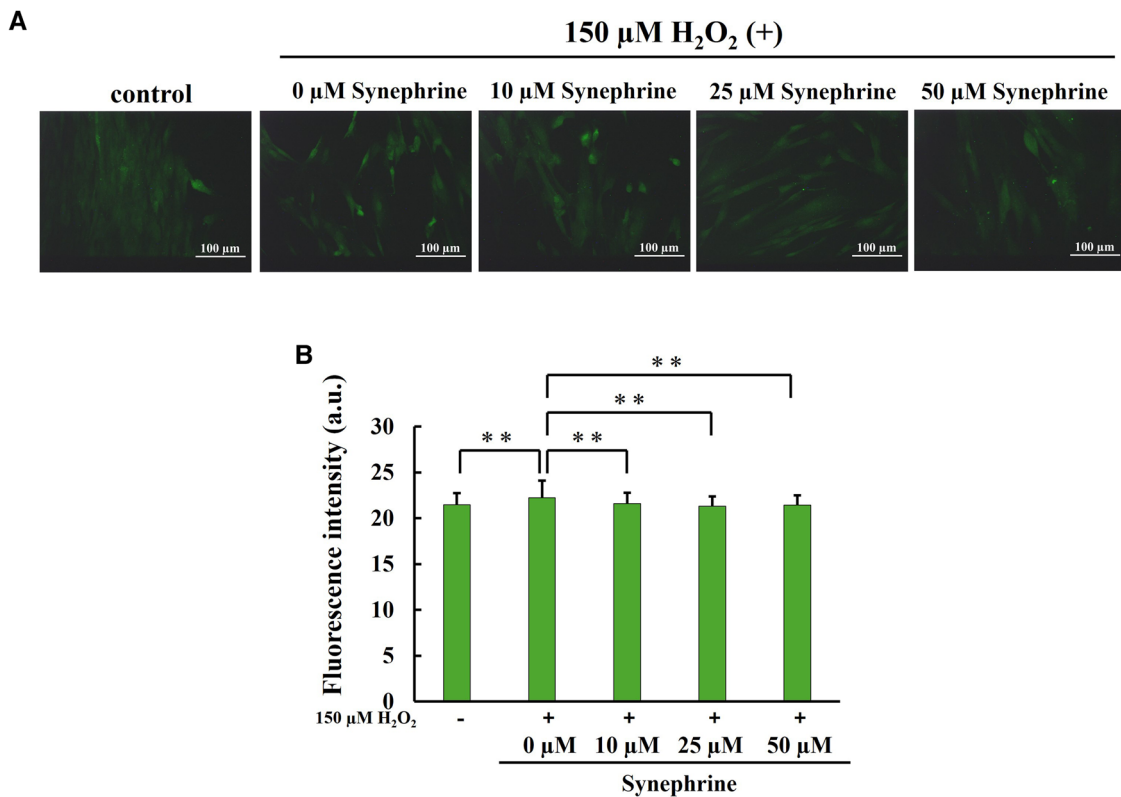 A
150 μM H₂O₂ (+)
control
0 μM Synephrine
10 μM Synephrine
25 μM Synephrine
50 μM Synephrine
100 μm
100 μm
100 μm
100 μm
100 μm
B
Fluorescence intensity (a.u.)
30
25
20
15
10
5
0
* *
* *
* *
* *
150 μM H₂O₂ - + + + +
0 μM 10 μM 25 μM 50 μM
Synephrine